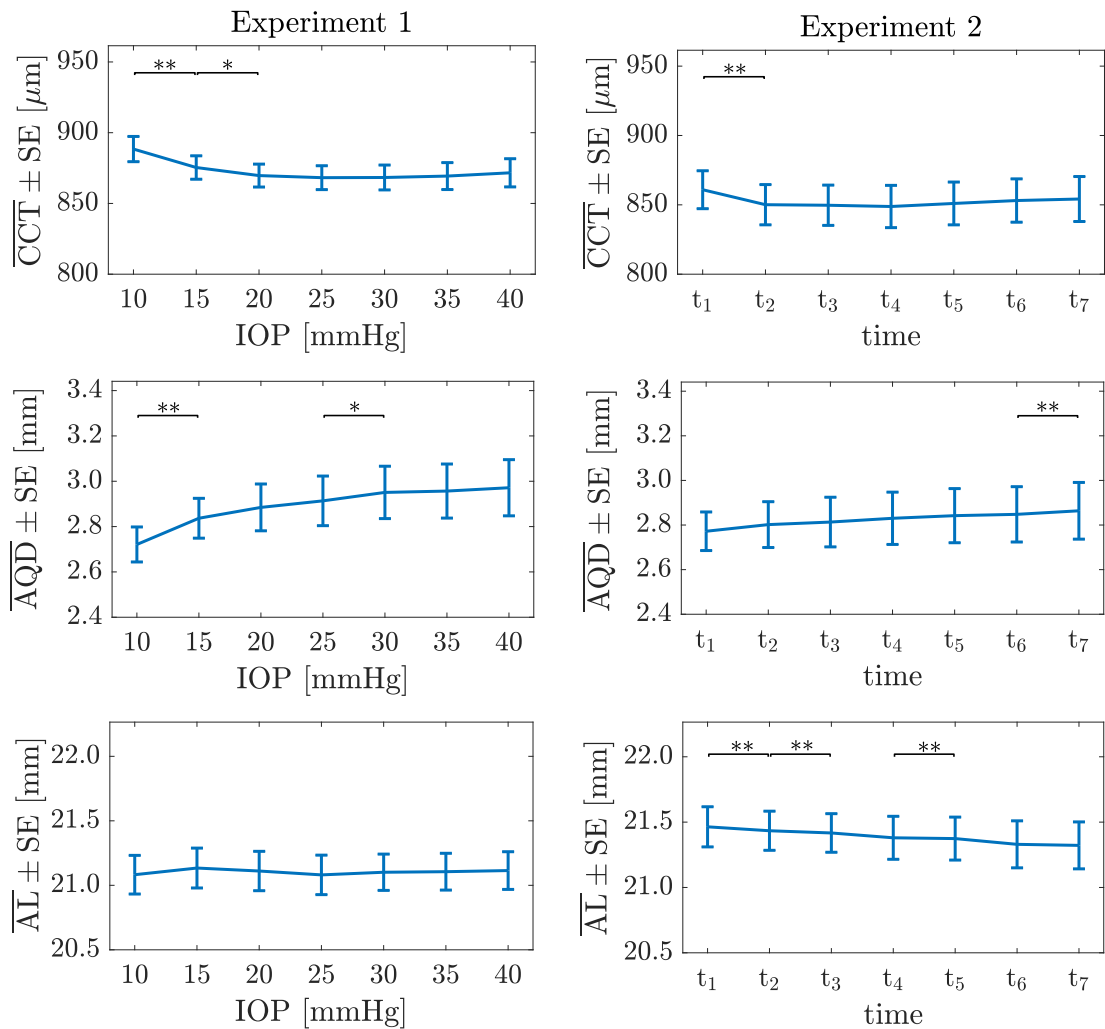 Experiment 1
CCT ± SE [μm]
950
900
850
800
** *
10 15 20 25 30 35 40
IOP [mmHg]
Experiment 2
CCT ± SE [μm]
950
900
850
800
**
t₁ t₂ t₃ t₄ t₅ t₆ t₇
time
AQD ± SE [mm]
3.4
3.2
3.0
2.8
2.6
2.4
** *
10 15 20 25 30 35 40
IOP [mmHg]
AQD ± SE [mm]
3.4
3.2
3.0
2.8
2.6
2.4
**
t₁ t₂ t₃ t₄ t₅ t₆ t₇
time
AL ± SE [mm]
22.0
21.5
21.0
20.5
10 15 20 25 30 35 40
IOP [mmHg]
AL ± SE [mm]
22.0
21.5
21.0
20.5
** ** **
t₁ t₂ t₃ t₄ t₅ t₆ t₇
time